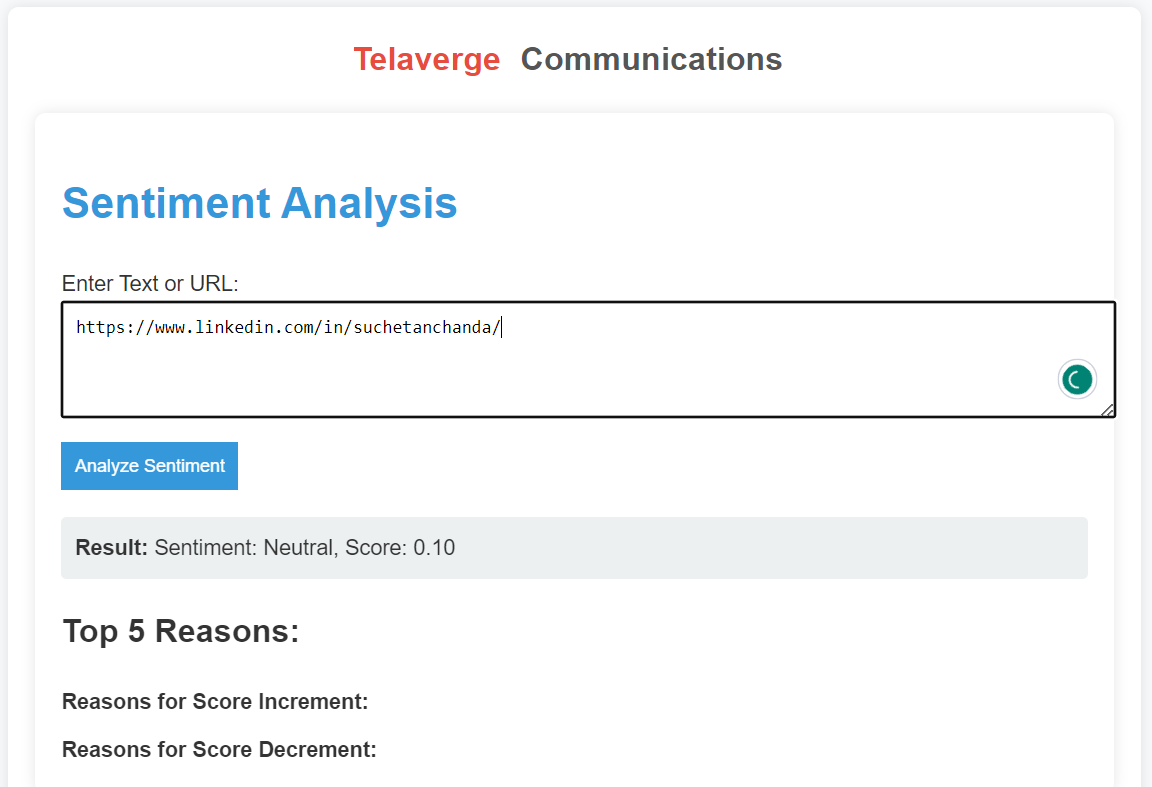 Telaverge Communications
Sentiment Analysis
Enter Text or URL:
https://www.linkedin.com/in/suchetanchanda/
Analyze Sentiment
Result: Sentiment: Neutral, Score: 0.10
Top 5 Reasons:
Reasons for Score Increment:
Reasons for Score Decrement: